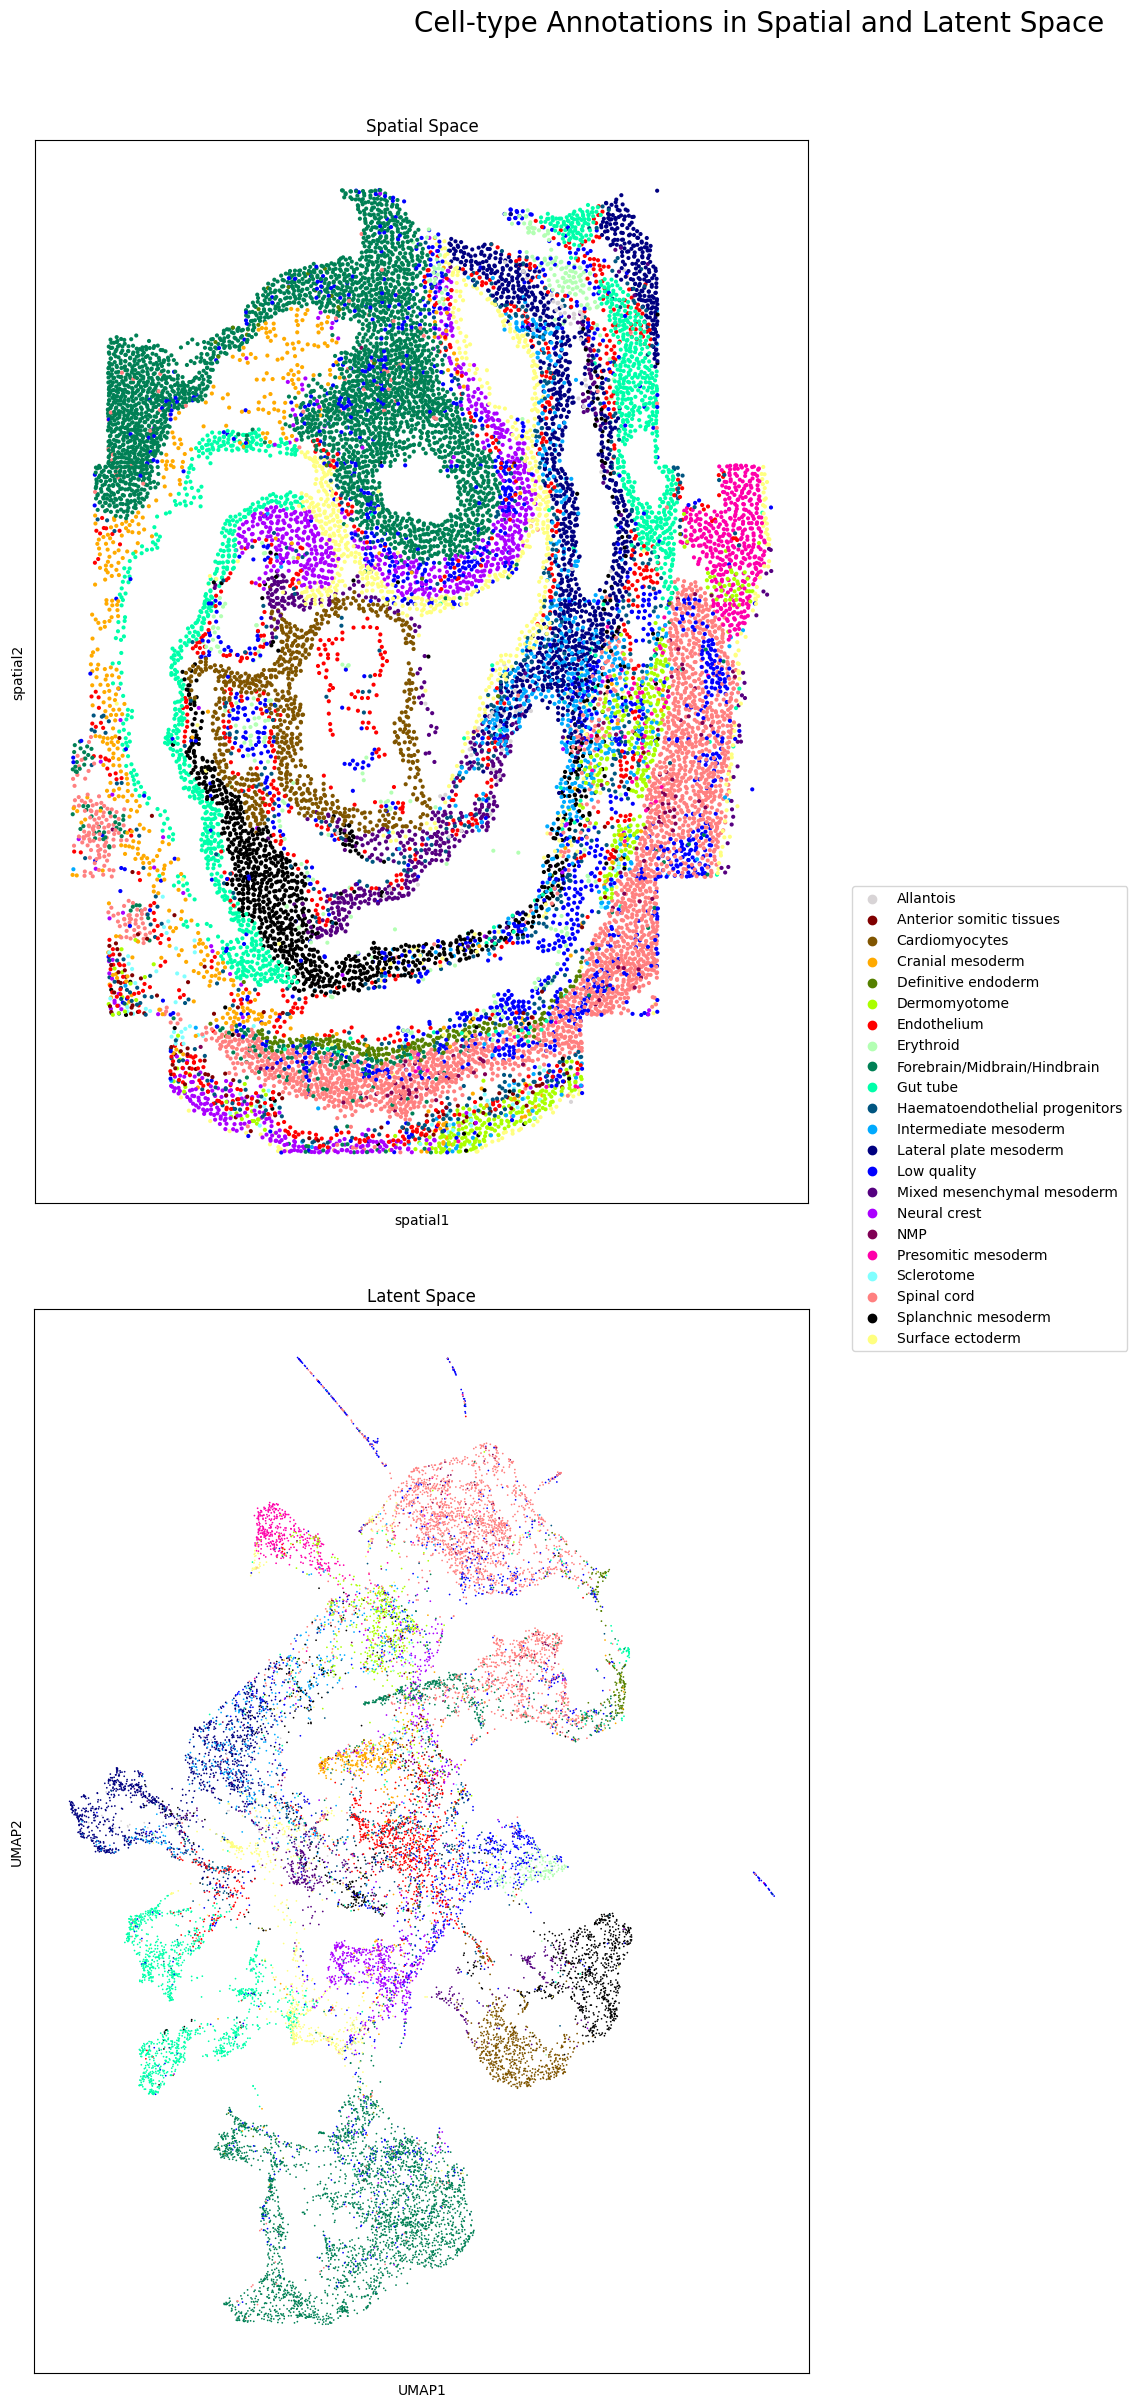 Cell-type Annotations in Spatial and Latent Space
Spatial Space
spatial2
spatial1
Allantois
Anterior somitic tissues
Cardiomyocytes
Cranial mesoderm
Definitive endoderm
Dermomyotome
Endothelium
Erythroid
Forebrain/Midbrain/Hindbrain
Gut tube
Haematoendothelial progenitors
Intermediate mesoderm
Lateral plate mesoderm
Low quality
Mixed mesenchymal mesoderm
Neural crest
NMP
Presomitic mesoderm
Sclerotome
Spinal cord
Splanchnic mesoderm
Surface ectoderm
Latent Space
UMAP2
UMAP1